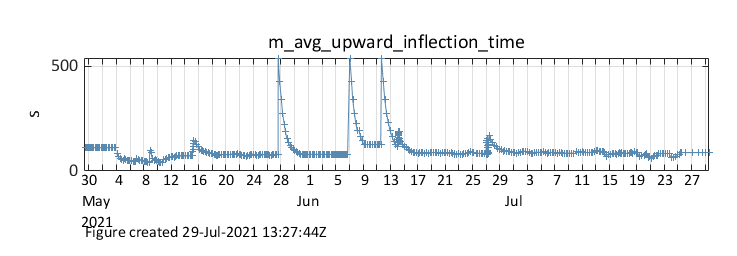 m_avg_upward_inflection_time
500
s
0
30 4 8 12 16 20 24 28 1 5 9 13 17 21 25 29 3 7 11 15 19 23 27
May Jun Jul
2021
Figure created 29-Jul-2021 13:27:44Z